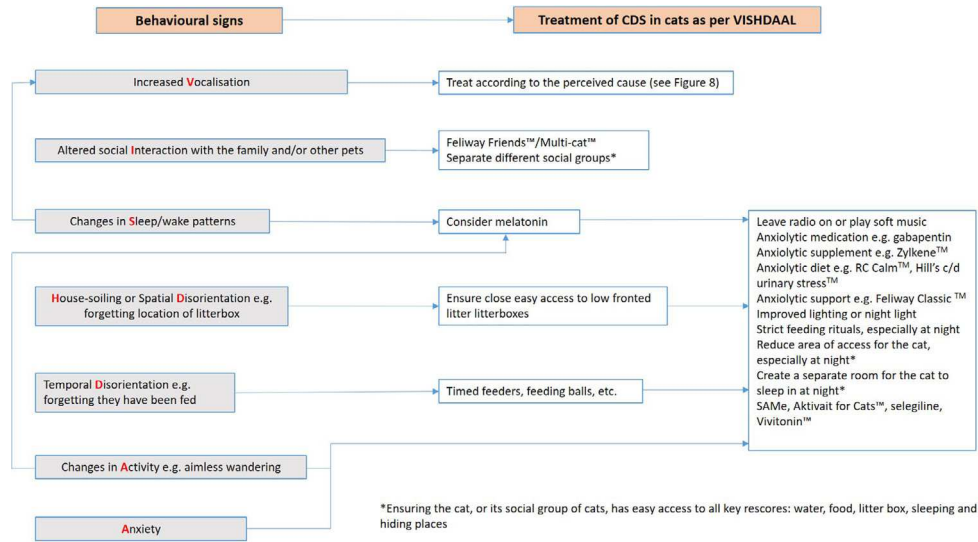 Behavioural signs
Treatment of CDS in cats as per VISHDAAL
Increased Vocalisation
Treat according to the perceived cause (see Figure 8)
Altered social Interaction with the family and/or other pets
Feliway Friends™/Multi-cat™
Separate different social groups*
Changes in Sleep/wake patterns
Consider melatonin
House-soiling or Spatial Disorientation e.g.
forgetting location of litterbox
Ensure close easy access to low fronted
litter litterboxes
Temporal Disorientation e.g.
forgetting they have been fed
Timed feeders, feeding balls, etc.
Changes in Activity e.g. aimless wandering
Anxiety
Leave radio on or play soft music
Anxiolytic medication e.g. gabapentin
Anxiolytic supplement e.g. Zylkene™
Anxiolytic diet e.g. RC Calm™, Hill's c/d
urinary stress™
Anxiolytic support e.g. Feliway Classic ™
Improved lighting or night light
Strict feeding rituals, especially at night
Reduce area of access for the cat,
especially at night*
Create a separate room for the cat to
sleep in at night*
SAMe, Aktivait for Cats™, selegiline,
Vivitonin™
*Ensuring the cat, or its social group of cats, has easy access to all key rescores: water, food, litter box, sleeping and
hiding places